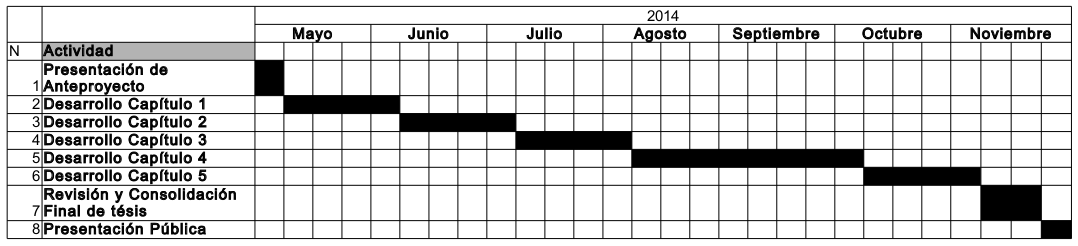 2014
Mayo Junio Julio Agosto Septiembre Octubre Noviembre
N Actividad
Presentación de
1 Anteproyecto
2 Desarrollo Capítulo 1
3 Desarrollo Capítulo 2
4 Desarrollo Capítulo 3
5 Desarrollo Capítulo 4
6 Desarrollo Capítulo 5
Revisión y Consolidación
7 Final de tésis
8 Presentación Pública